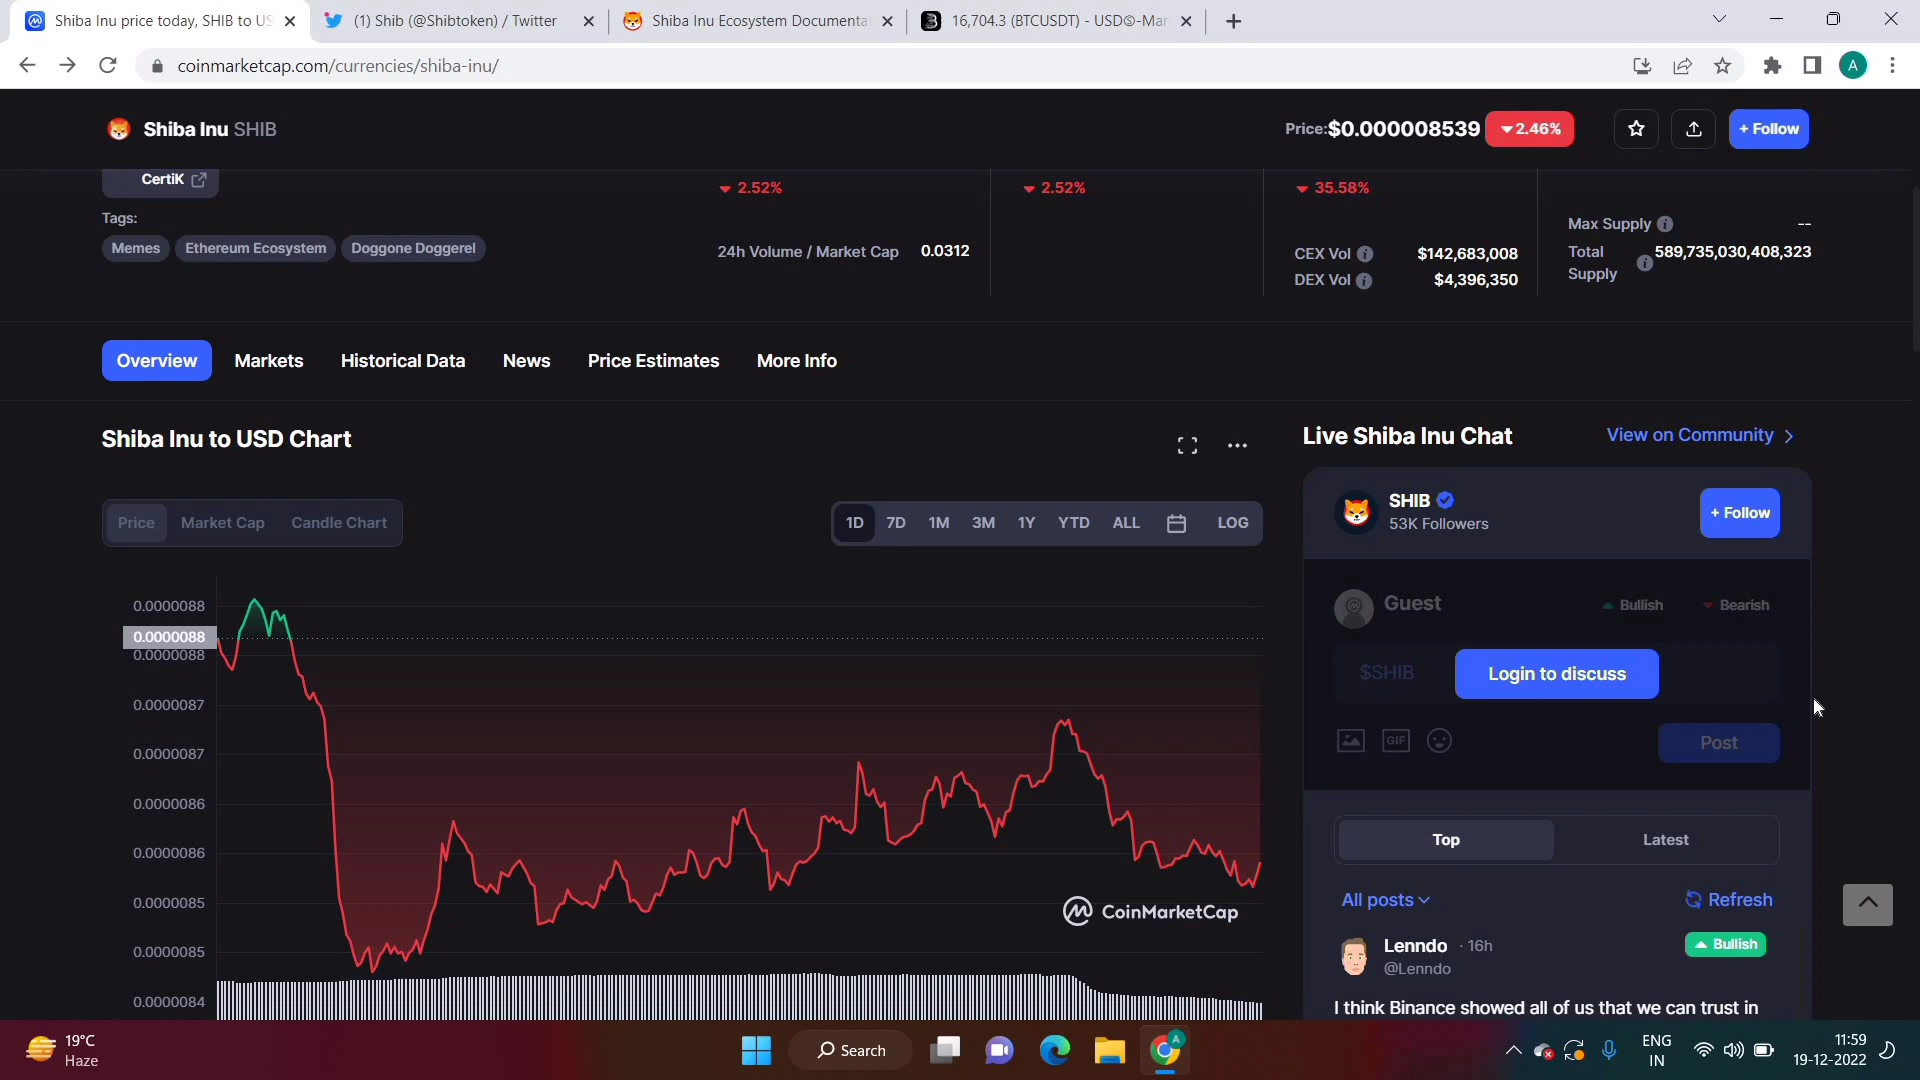 Shiba Inu price today, SHIB to US
(1) Shib (@Shibtoken) / Twitter
Shiba Inu Ecosystem Documenta
16,704.3 (BTCUSDT) - USDⓈ-Mar
coinmarketcap.com/currencies/shiba-inu/
A
Shiba Inu SHIB
Price:$0.000008539
2.46%
+ Follow
CertiK
2.52%
2.52%
35.58%
Tags:
Memes
Ethereum Ecosystem
Doggone Doggerel
24h Volume / Market Cap 0.0312
CEX Vol $142,683,008
DEX Vol $4,396,350
Max Supply --
Total Supply 589,735,030,408,323
Overview
Markets
Historical Data
News
Price Estimates
More Info
Shiba Inu to USD Chart
Price
Market Cap
Candle Chart
1D
7D
1M
3M
1Y
YTD
ALL
LOG
0.0000088
0.0000088
0.0000088
0.0000087
0.0000087
0.0000086
0.0000086
0.0000085
0.0000085
0.0000084
CoinMarketCap
Live Shiba Inu Chat
View on Community
SHIB
53K Followers
+ Follow
Guest
Bullish
Bearish
$SHIB
Login to discuss
GIF
Post
Top
Latest
All posts
Refresh
Lenndo · 16h
@Lenndo
Bullish
I think Binance showed all of us that we can trust in
19°C
Haze
Search
A
ENG
IN
11:59
19-12-2022